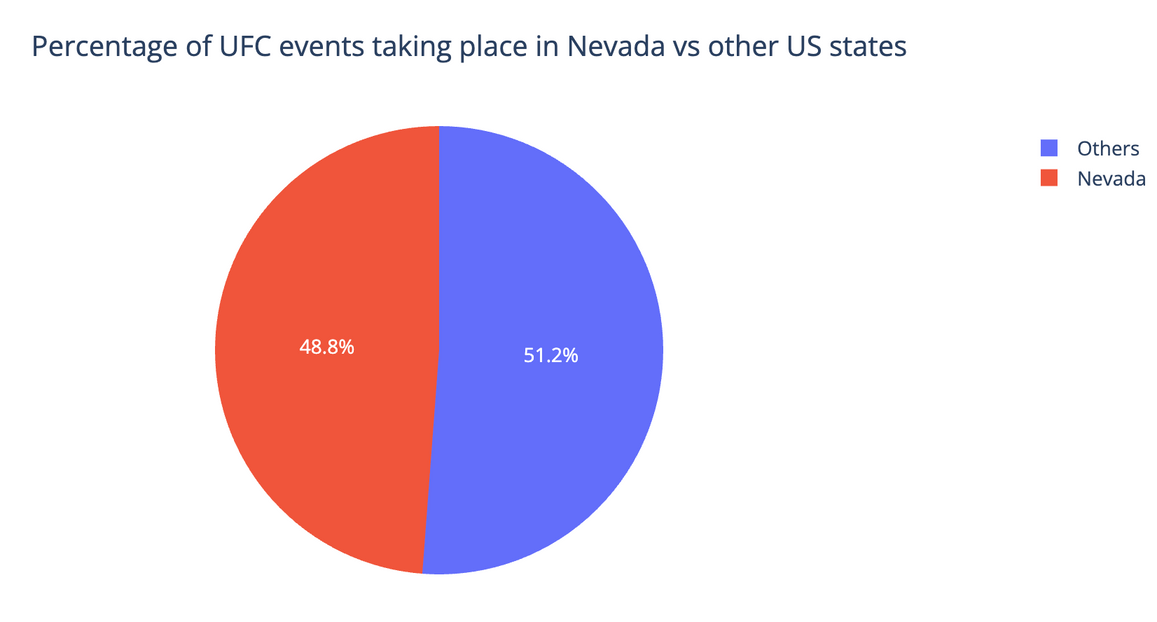 Percentage of UFC events taking place in Nevada vs other US states
Others
Nevada
48.8%
51.2%